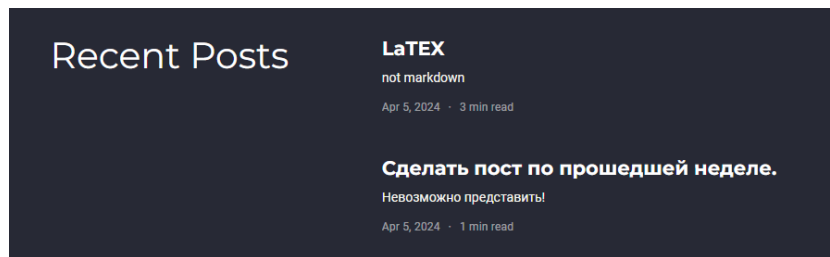 Recent Posts
LaTEX
not markdown
Apr 5, 2024 · 3 min read
Сделать пост по прошедшей неделе.
Невозможно представить!
Apr 5, 2024 · 1 min read